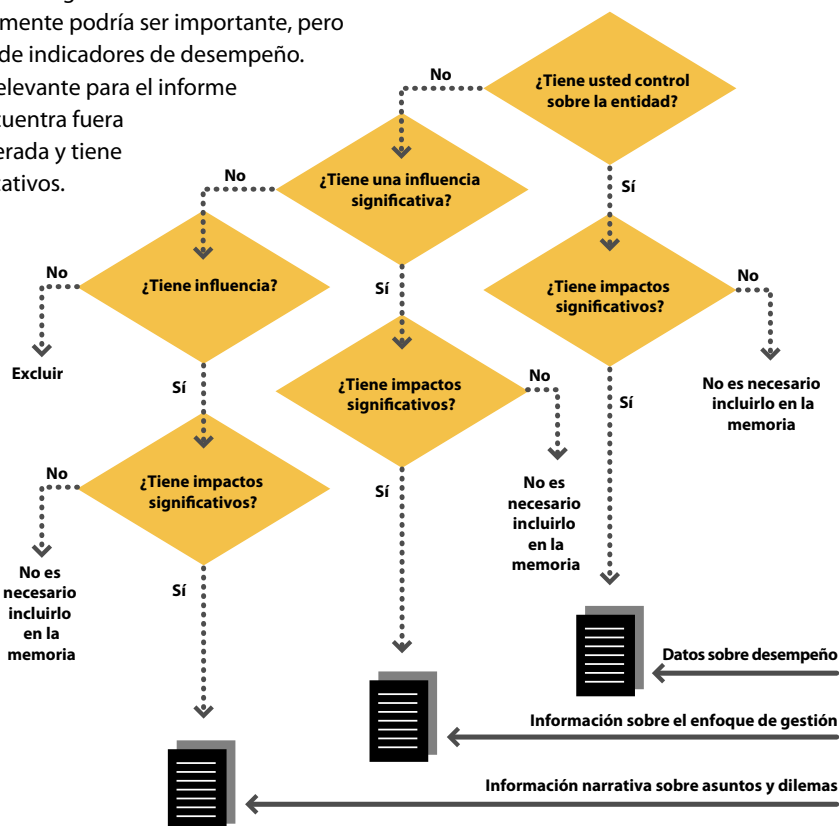 mente podría ser importante, pero
de indicadores de desempeño.
elevante para el informe
cuentra fuera
erada y tiene
cativos.
No
¿Tiene usted control
sobre la entidad?
No
¿Tiene una influencia
significativa?
Sí
No
¿Tiene influencia?
Sí
¿Tiene impactos
significativos?
No
Excluir
Sí
¿Tiene impactos
significativos?
No
Sí
No es necesario
incluirlo en la
memoria
No
¿Tiene impactos
significativos?
Sí
No es
necesario
incluirlo
en la
memoria
No es
necesario
incluirlo
en la
memoria
Sí
Datos sobre desempeño
Información sobre el enfoque de gestión
Información narrativa sobre asuntos y dilemas